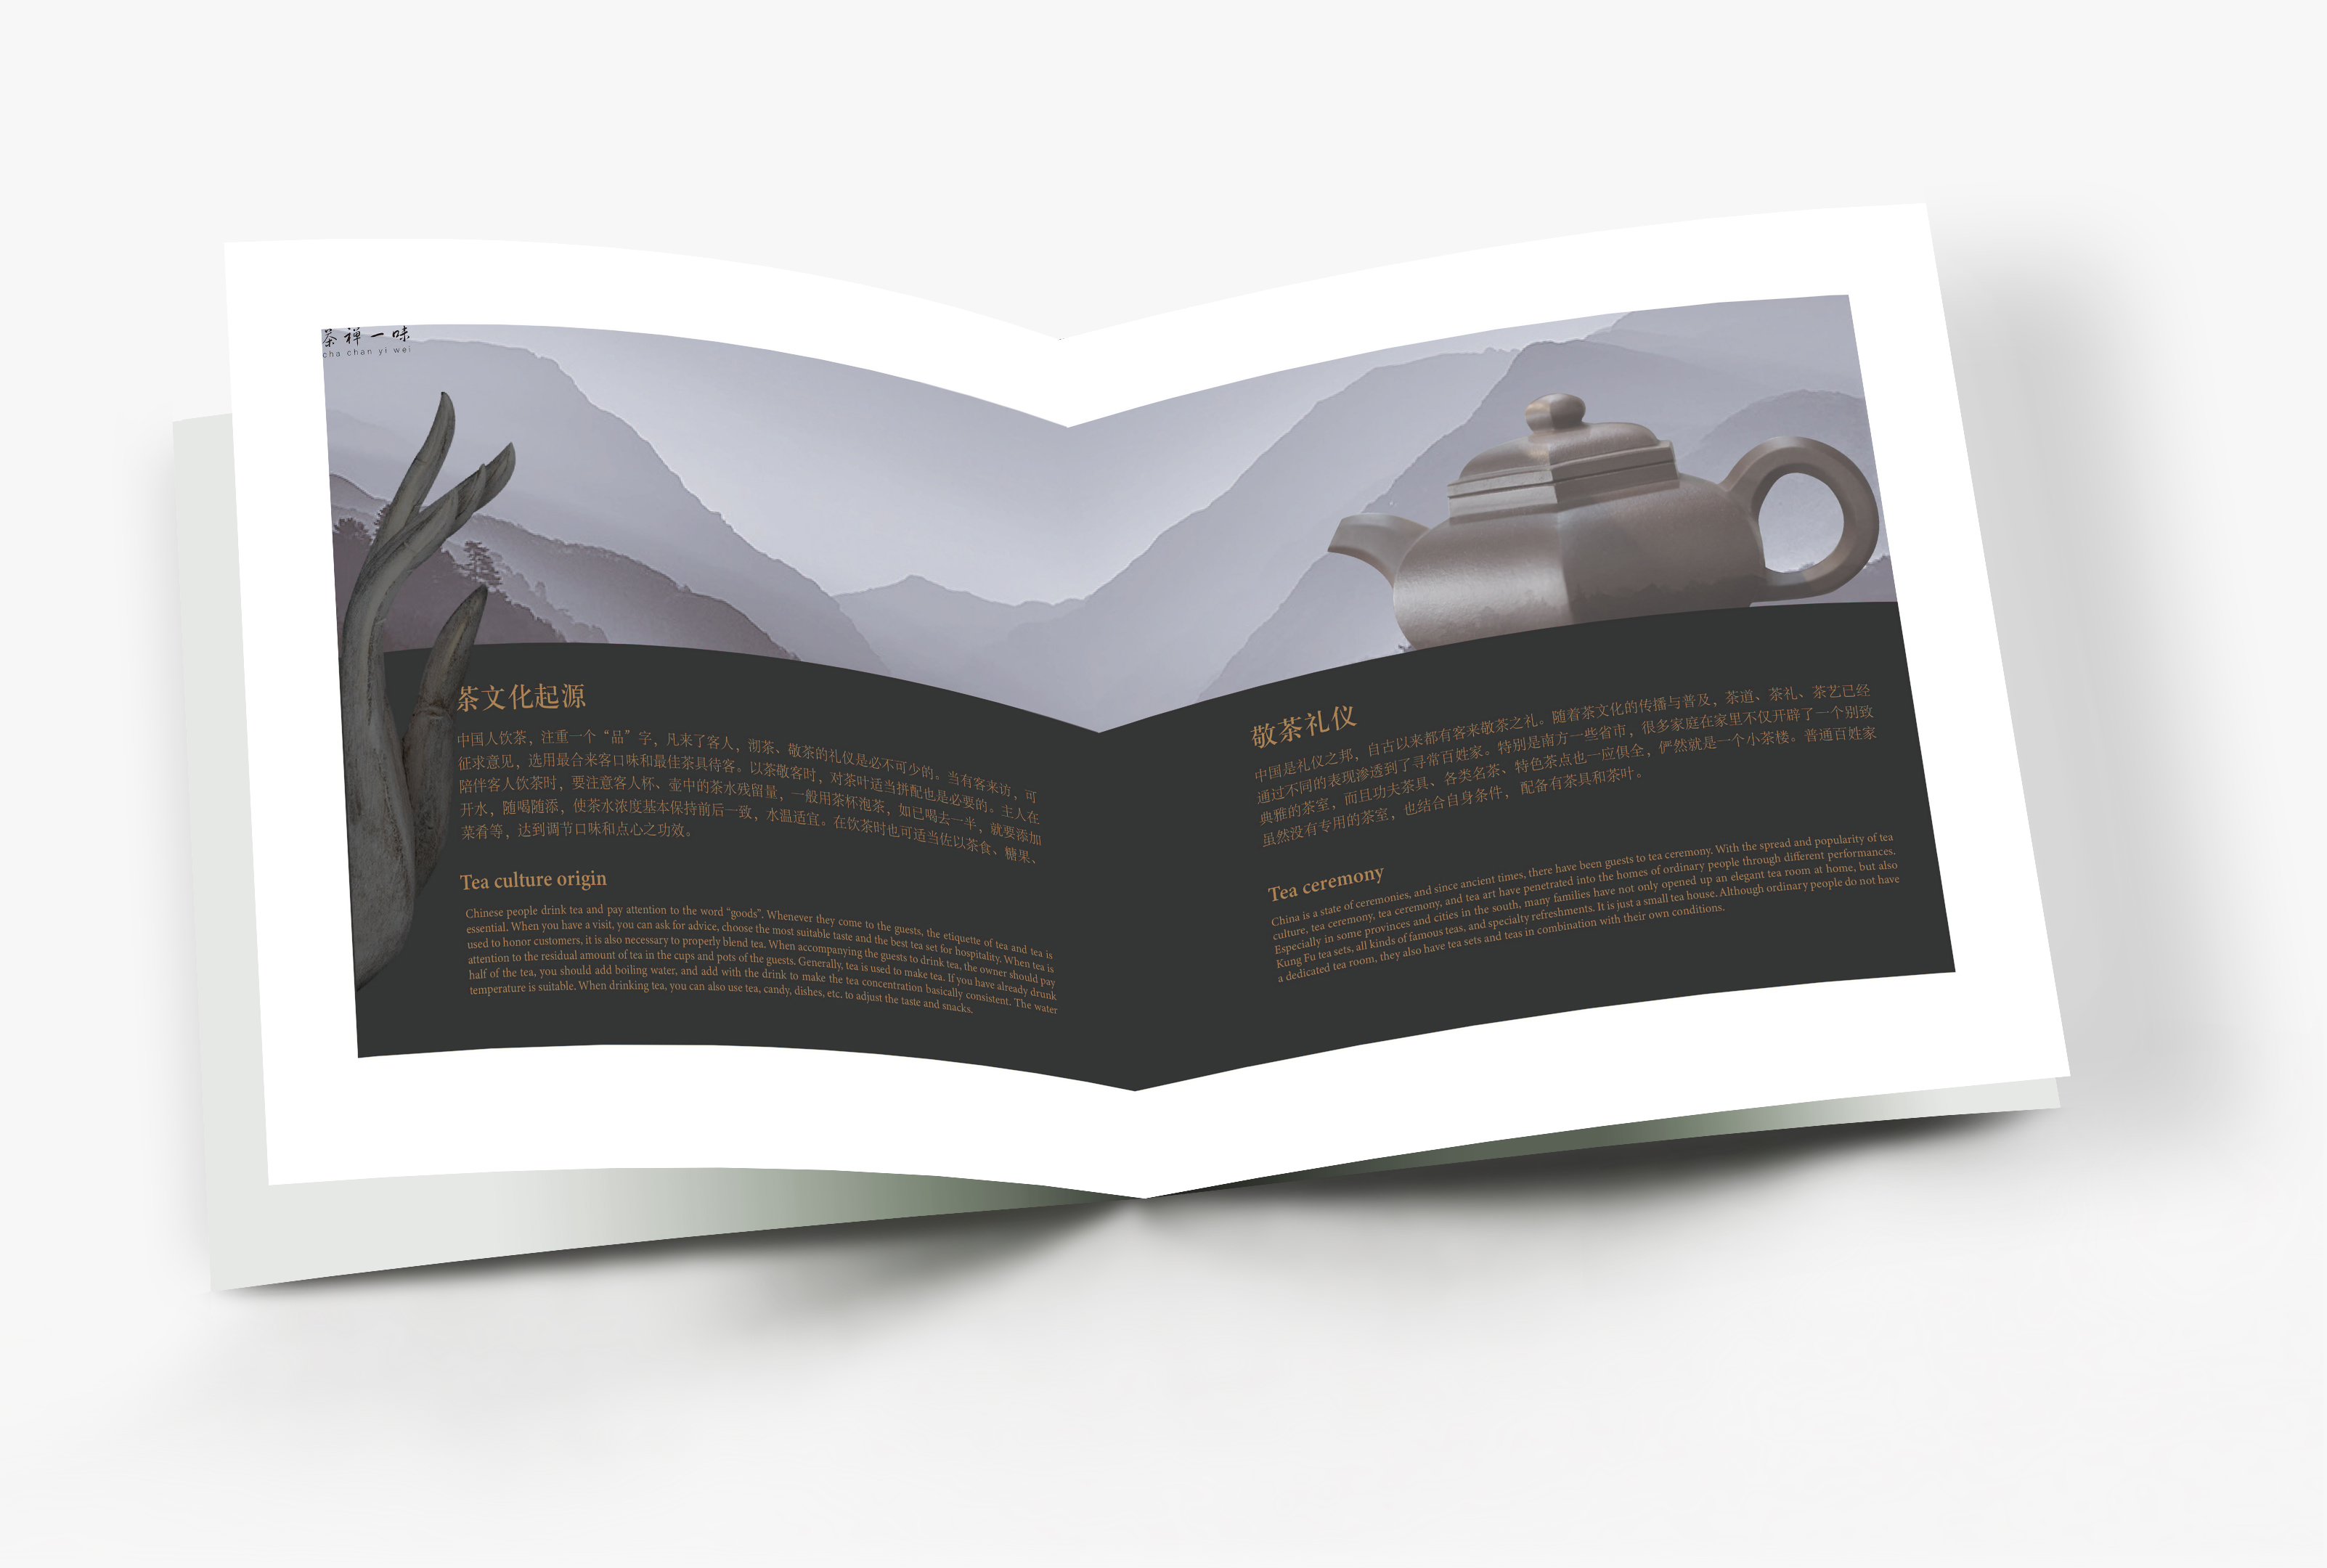 茶禅一味
cha chan yi wei
茶文化起源
中国人饮茶，注重一个“品”字，凡来了客人，沏茶、敬茶的礼仪是必不可少的。当有客来访，可
征求意见，选用最合来客口味和最佳茶具待客。以茶敬客时，对茶叶适当拼配也是必要的。主人在
陪伴客人饮茶时，要注意客人杯、壶中的茶水残留量，一般用茶杯泡茶，如已喝去一半，就要添加
开水，随喝随添，使茶水浓度基本保持前后一致，水温适宜。在饮茶时也可适当佐以茶食、糖果、
菜肴等，达到调节口味和点心之功效。
Tea culture origin
Chinese people drink tea and pay attention to the word “goods”. Whenever they come to the guests, the etiquette of tea and tea is
essential. When you have a visit, you can ask for advice, choose the most suitable taste and the best tea set for hospitality. When tea is
used to honor customers, it is also necessary to properly blend tea. When accompanying the guests to drink tea, the owner should pay
attention to the residual amount of tea in the cups and pots of the guests. Generally, tea is used to make tea. If you have already drunk
half of the tea, you should add boiling water, and add with the drink to make the tea concentration basically consistent. The water
temperature is suitable. When drinking tea, you can also use tea, candy, dishes, etc. to adjust the taste and snacks.
敬茶礼仪
中国是礼仪之邦，自古以来都有客来敬茶之礼。随着茶文化的传播与普及，茶道、茶礼、茶艺已经
通过不同的表现渗透到了寻常百姓家。特别是南方一些省市，很多家庭在家里不仅开辟了一个别致
典雅的茶室，而且功夫茶具、各类名茶、特色茶点也一应俱全，俨然就是一个小茶楼。普通百姓家
虽然没有专用的茶室，也结合自身条件，配备有茶具和茶叶。
Tea ceremony
China is a state of ceremonies, and since ancient times, there have been guests to tea ceremony. With the spread and popularity of tea
culture, tea ceremony, tea ceremony, and tea art have penetrated into the homes of ordinary people through different performances.
Especially in some provinces and cities in the south, many families have not only opened up an elegant tea room at home, but also
Kung Fu tea sets, all kinds of famous teas, and specialty refreshments. It is just a small tea house. Although ordinary people do not have
a dedicated tea room, they also have tea sets and teas in combination with their own conditions.